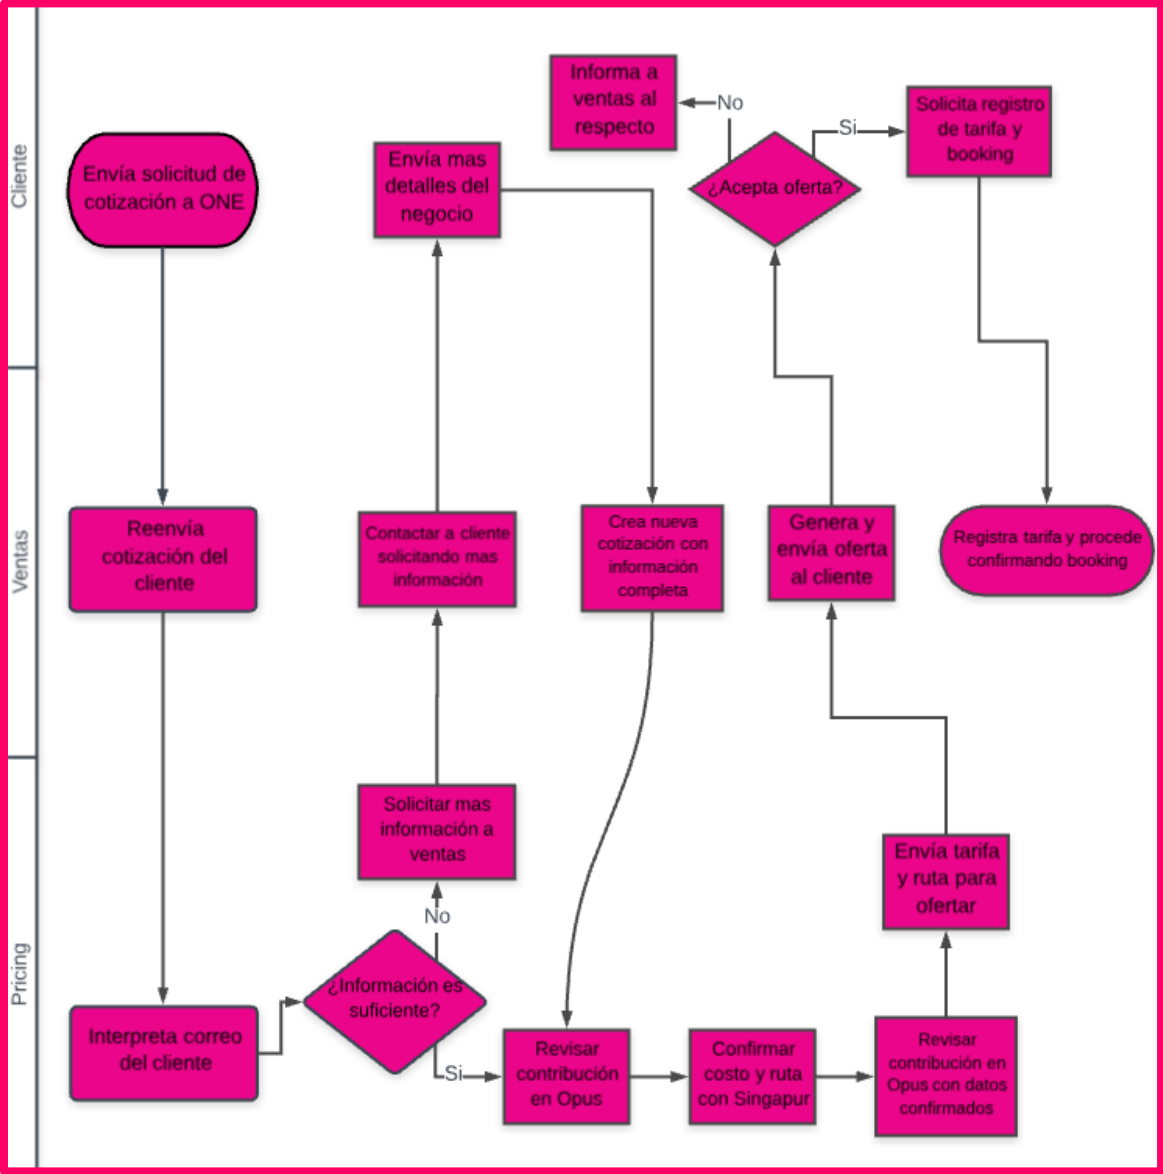 Cliente
Envía solicitud de
cotización a ONE
Envía mas
detalles del
negocio
Informa a
ventas al
respecto
No
¿Acepta oferta?
Si
Solicita registro
de tarifa y
booking
Ventas
Reenvía
cotización del
cliente
Contactar a cliente
solicitando mas
información
Crea nueva
cotización con
información
completa
Genera y
envía oferta
al cliente
Registra tarifa y procede
confirmando booking
Pricing
Interpreta correo
del cliente
¿Información es
suficiente?
No
Solicitar mas
información a
ventas
Si
Revisar
contribución
en Opus
Confirmar
costo y ruta
con Singapur
Revisar
contribución en
Opus con datos
confirmados
Envía tarifa
y ruta para
ofertar